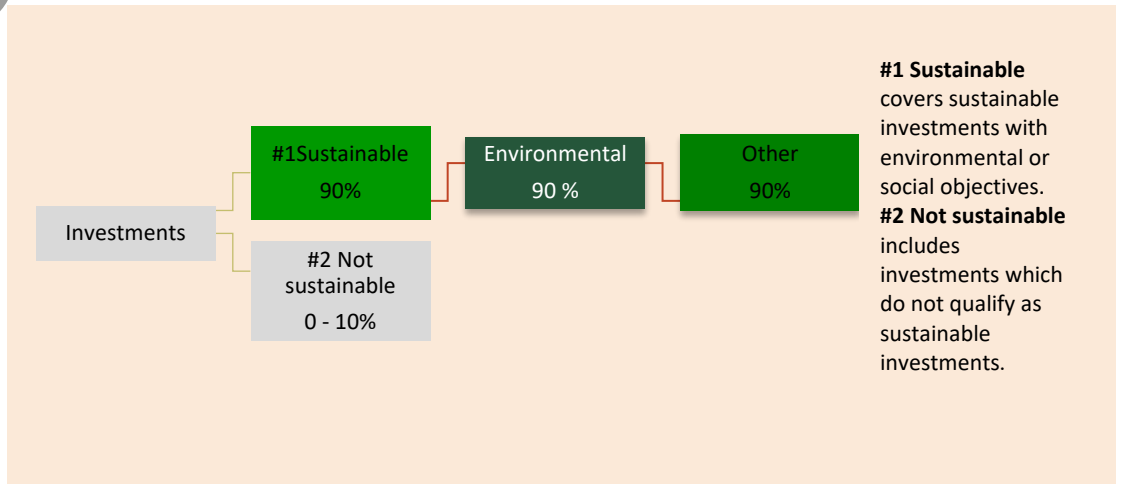 Investments
#1Sustainable
90%
#2 Not
sustainable
0 - 10%
Environmental
90 %
Other
90%
#1 Sustainable
covers sustainable
investments with
environmental or
social objectives.
#2 Not sustainable
includes
investments which
do not qualify as
sustainable
investments.